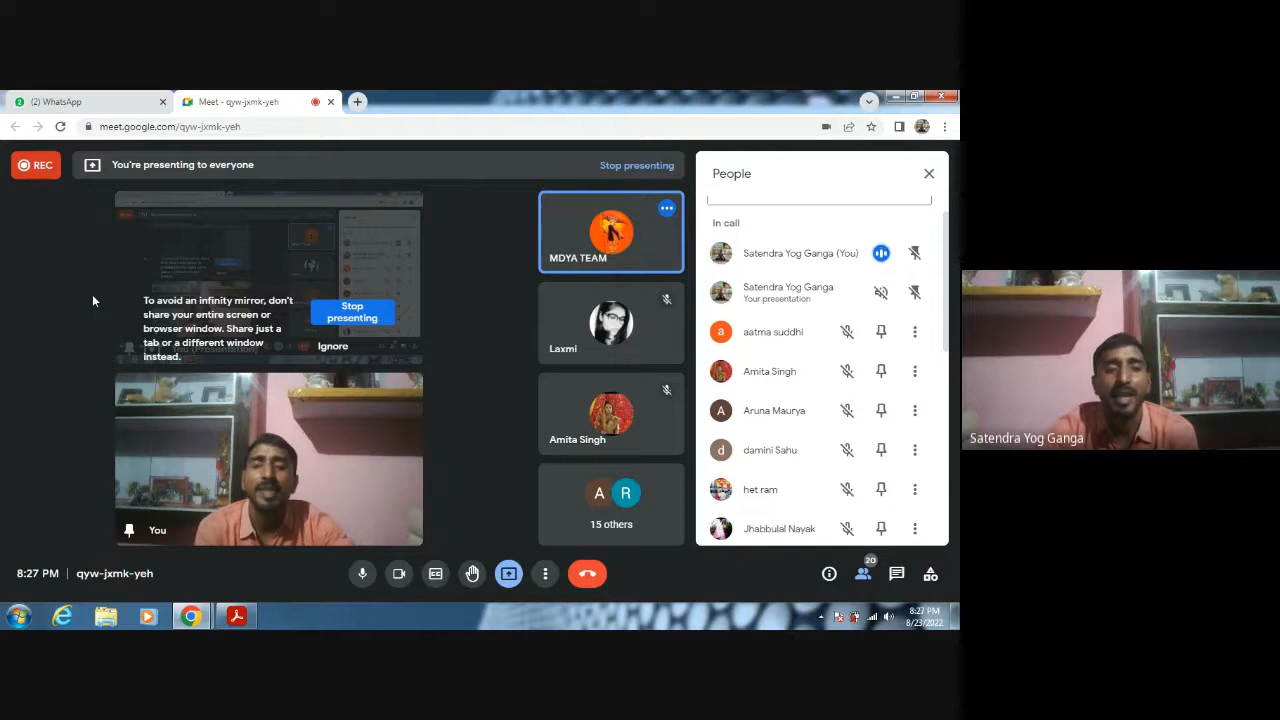 (2) WhatsApp
Meet - qyw-jxmk-yeh
meet.google.com/qyw-jxmk-yeh
REC
You're presenting to everyone
Stop presenting
To avoid an infinity mirror, don't
share your entire screen or
browser window. Share just a
tab or a different window
instead.
Stop
presenting
Ignore
You
MDYA TEAM
Laxmi
Amita Singh
A
R
15 others
People
In call
Satendra Yog Ganga (You)
Satendra Yog Ganga
Your presentation
a
aatma suddhi
Amita Singh
A
Aruna Maurya
d
damini Sahu
het ram
Jhabbulal Nayak
8:27 PM | qyw-jxmk-yeh
20
8:27 PM
8/23/2022
Satendra Yog Ganga